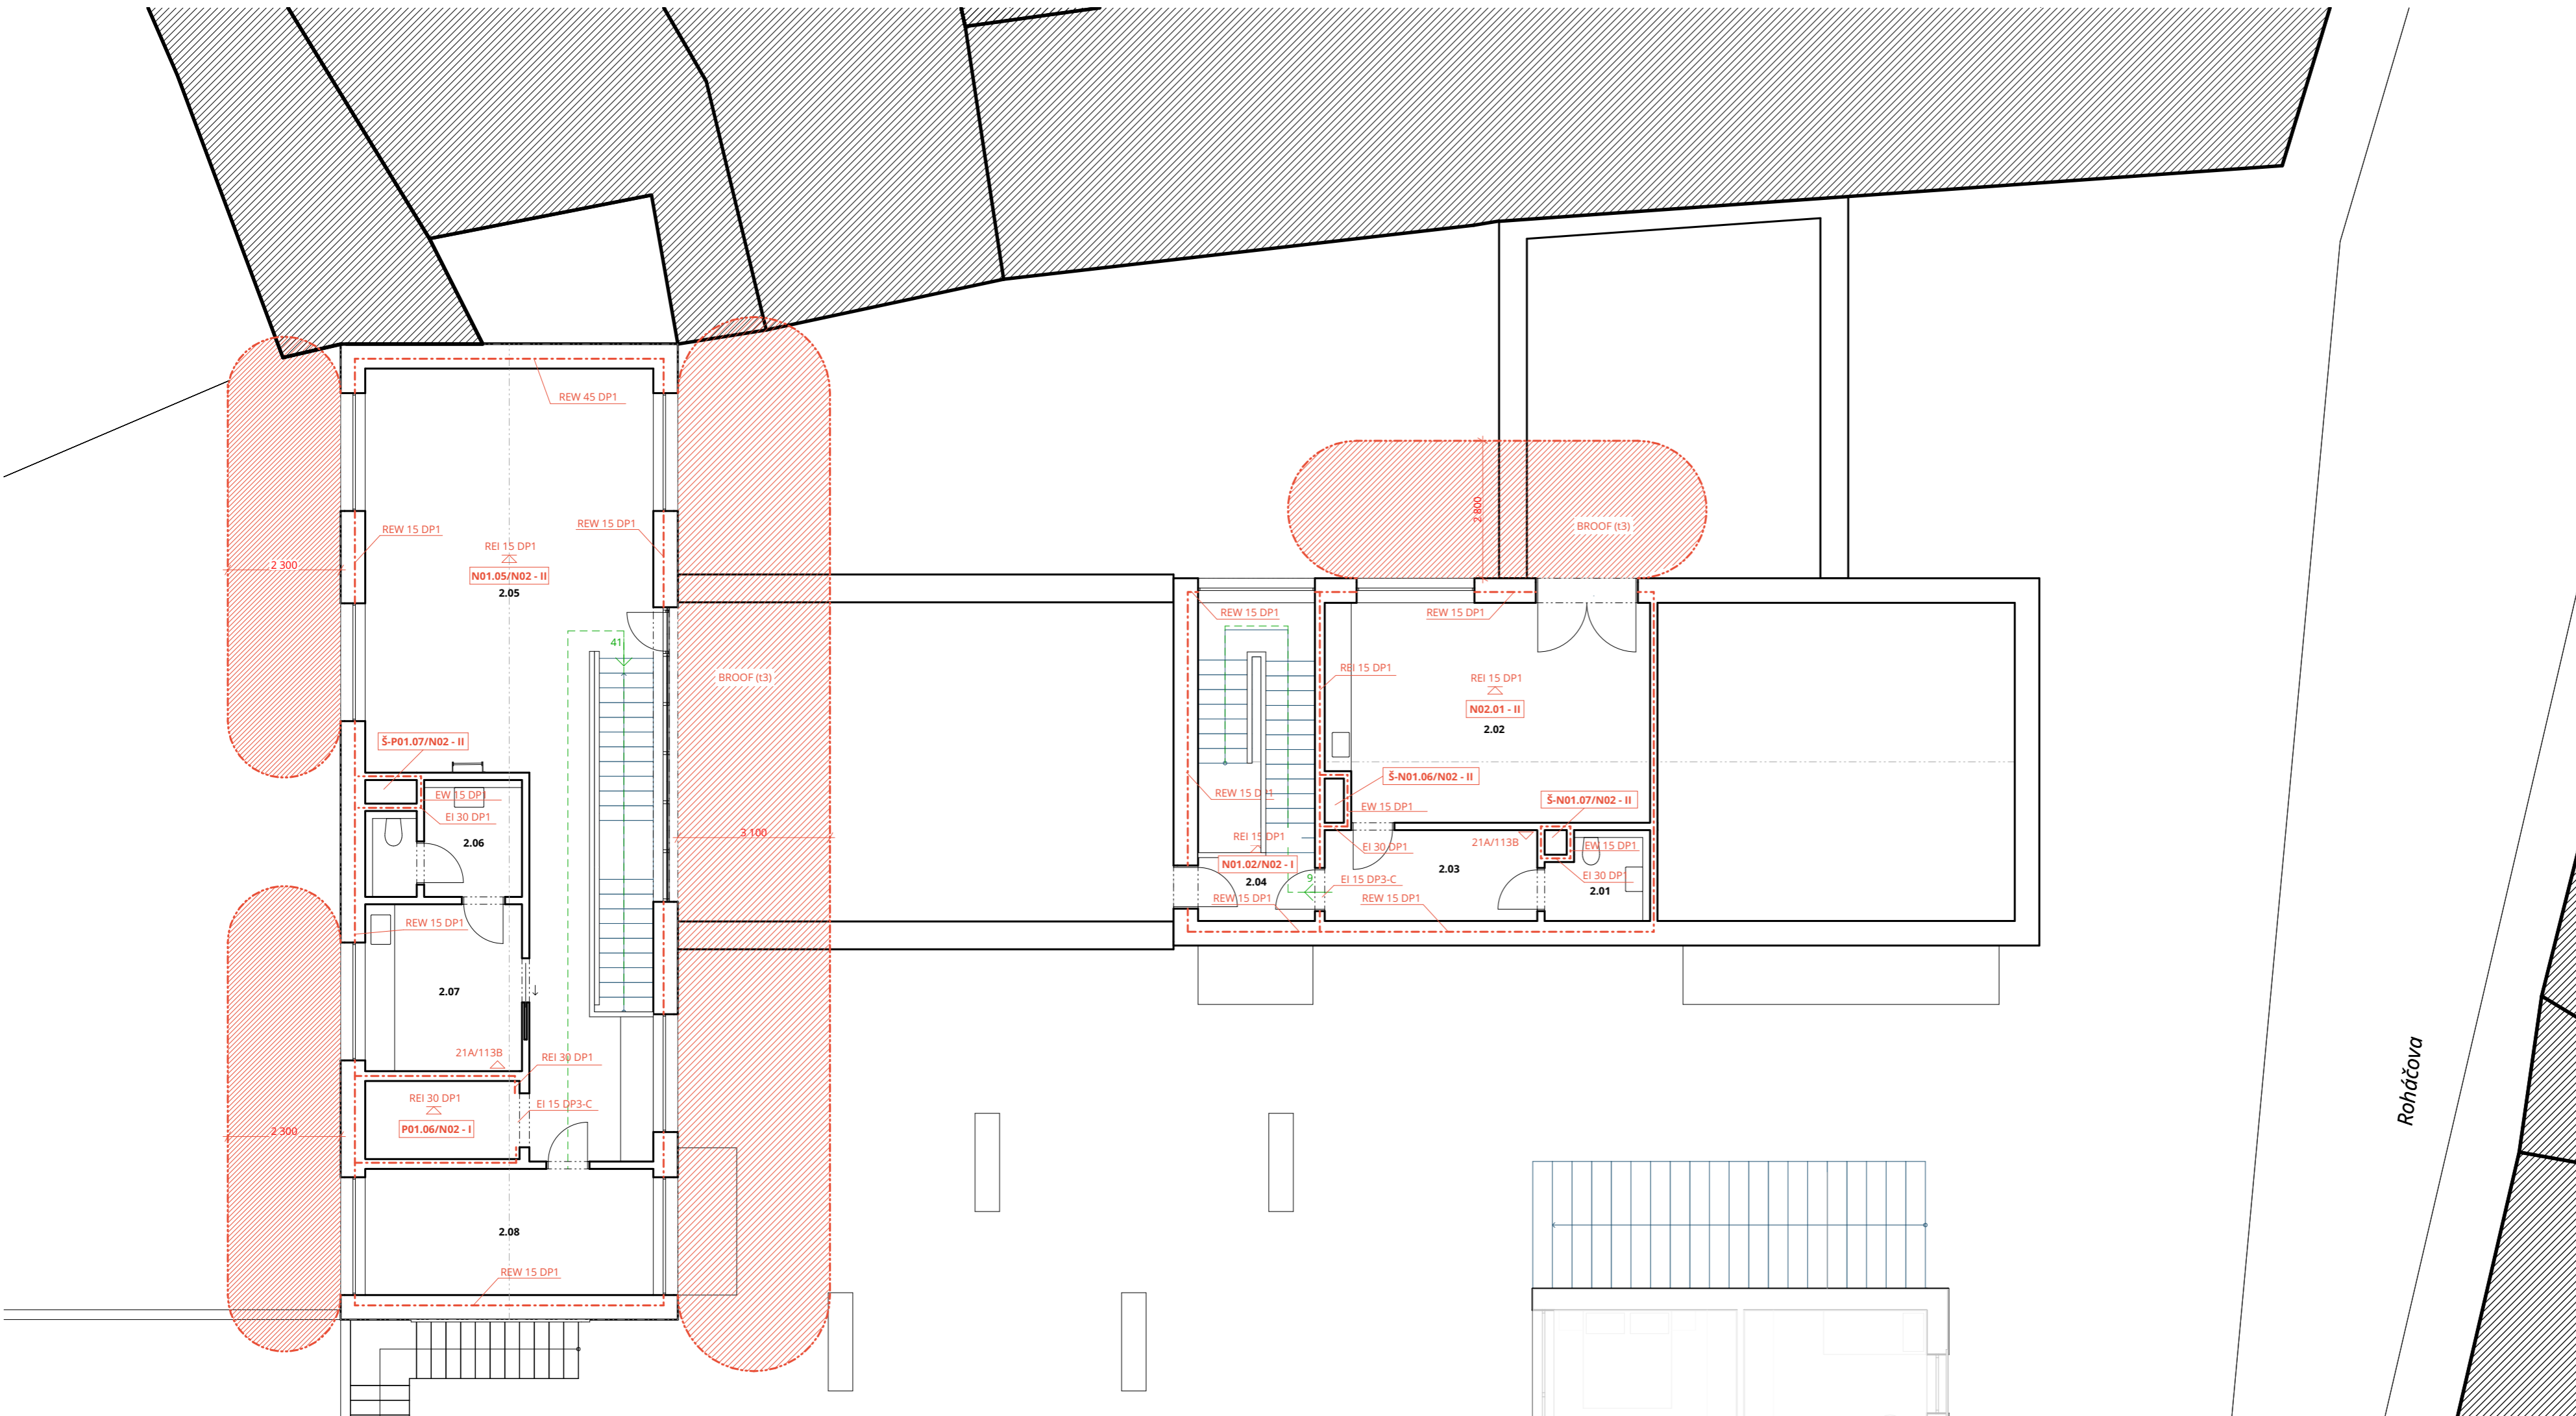 REW 45 DP1
REW 15 DP1
REW 15 DP1
REI 15 DP1
N01.05/N02 - II
2.05
2 300
41
BROOF (t3)
Š-P01.07/N02 - II
EW 15 DP1
EI 30 DP1
2.06
3 100
REW 15 DP1
2.07
21A/113B
REI 30 DP1
REI 30 DP1
P01.06/N02 - I
EI 15 DP3-C
2 300
2.08
REW 15 DP1
2 800
BROOF (t3)
REW 15 DP1
REW 15 DP1
REI 15 DP1
REI 15 DP1
N02.01 - II
2.02
Š-N01.06/N02 - II
REW 15 DP1
EW 15 DP1
Š-N01.07/N02 - II
REI 15 DP1
EI 30 DP1
21A/113B
EW 15 DP1
N01.02/N02 - I
2.04
9
EI 15 DP3-C
2.03
EI 30 DP1
2.01
REW 15 DP1
REW 15 DP1
Roháčova